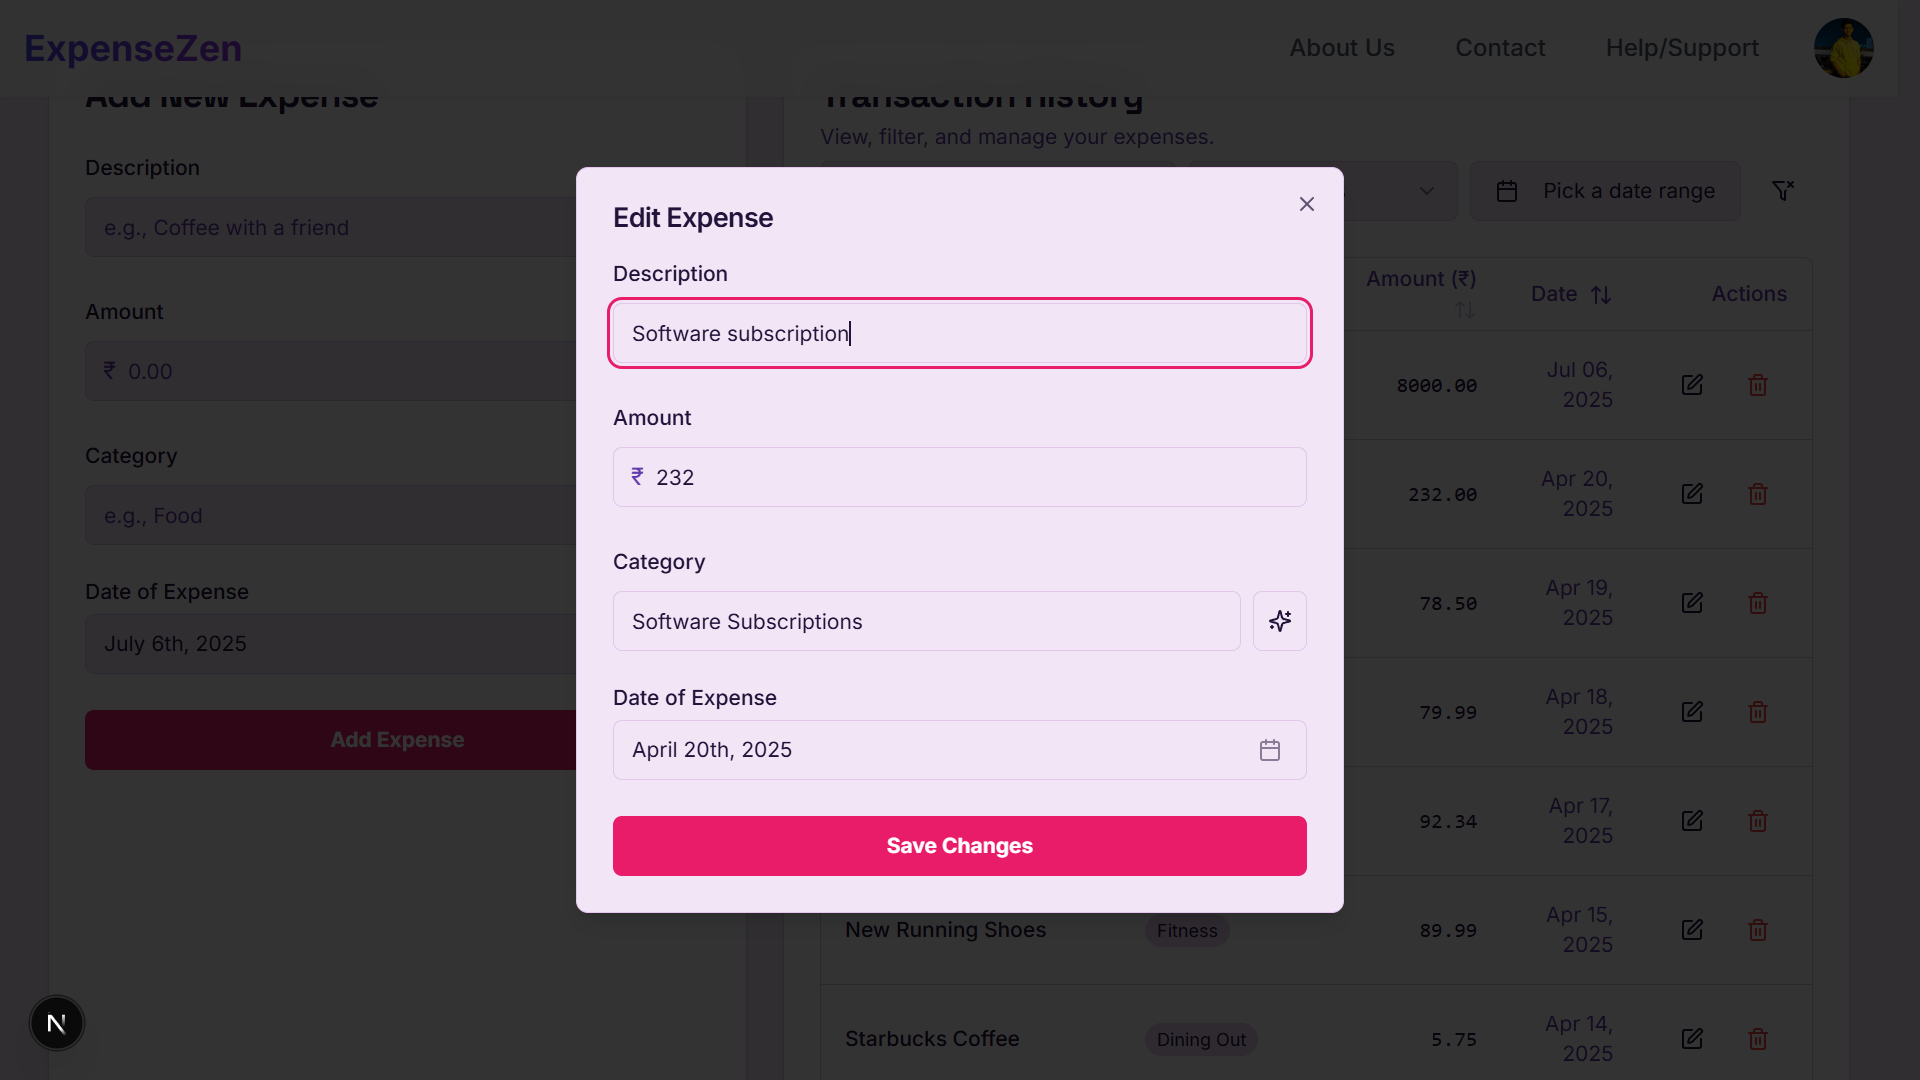 ExpenseZen
About Us
Contact
Help/Support
Add New Expense
Description
e.g., Coffee with a friend
Amount
₹ 0.00
Category
e.g., Food
Date of Expense
July 6th, 2025
Add Expense
Transaction History
View, filter, and manage your expenses.
Pick a date range
Amount (₹)
Date
Actions
8000.00
Jul 06,
2025
232.00
Apr 20,
2025
78.50
Apr 19,
2025
79.99
Apr 18,
2025
92.34
Apr 17,
2025
New Running Shoes
Fitness
89.99
Apr 15,
2025
Starbucks Coffee
Dining Out
5.75
Apr 14,
2025
Edit Expense
Description
Software subscription
Amount
₹ 232
Category
Software Subscriptions
Date of Expense
April 20th, 2025
Save Changes
N